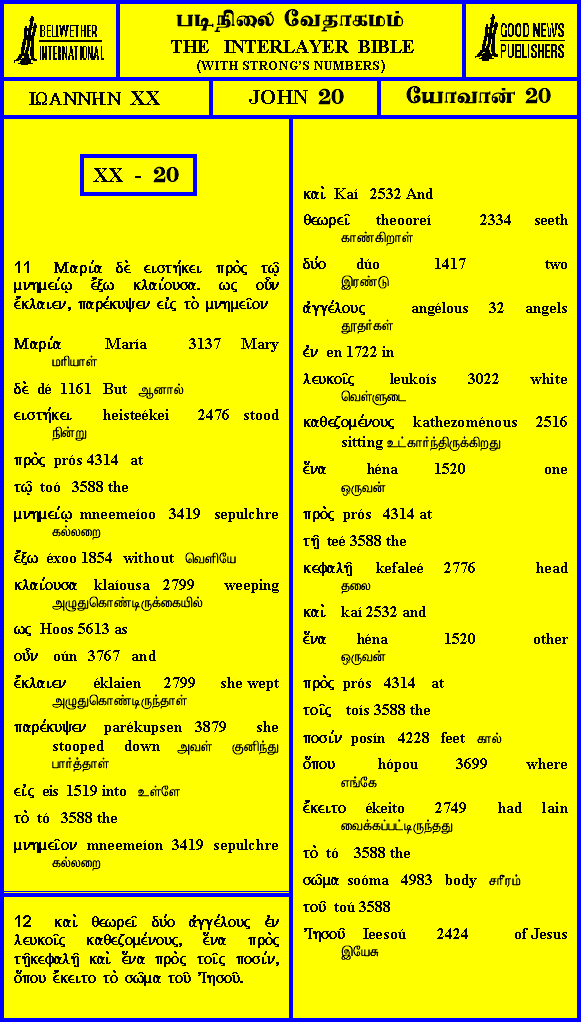 BELLWETHER
INTERNATIONAL
படிநிலை வேதாகமம்
THE INTERLAYER BIBLE
(WITH STRONG'S NUMBERS)
GOOD NEWS
PUBLISHERS
ΙΩΑΝΝΗΝ XX
JOHN 20
யோவான் 20
XX - 20
11 Μαρία δὲ ειστήκει πρὸς τῷ
μνημείῳ ἔξω κλαίουσα. ως οὖν
ἔκλαιεν, παρέκυψεν εἰς τὸ μνημεῖον
Μαρία María 3137 Mary
மரியாள்
δὲ dé 1161 But ஆனால்
ειστήκει heisteékei 2476 stood
நின்று
πρὸς prós 4314 at
τῷ toó 3588 the
μνημείῳ mneemeíoo 3419 sepulchre
கல்லறை
ἔξω éxoo 1854 without வெளியே
κλαίουσα klaíousa 2799 weeping
அழுதுகொண்டிருக்கையில்
ως Hoos 5613 as
οὖν oún 3767 and
ἔκλαιεν éklaien 2799 she wept
அழுதுகொண்டிருந்தாள்
παρέκυψεν parékupsen 3879 she
stooped down அவள் குனிந்து
பார்த்தாள்
εἰς eis 1519 into உள்ளே
τὸ tó 3588 the
μνημεῖον mneemeíon 3419 sepulchre
கல்லறை
12 καὶ θεωρεῖ δύο ἀγγέλους ἐν
λευκοῖς καθεζομένους, ἕνα πρὸς
τῇκεφαλῇ καὶ ἕνα πρὸς τοῖς ποσίν,
ὅπου ἔκειτο τὸ σῶμα τοῦ Ἰησοῦ.
καὶ Kaí 2532 And
θεωρεῖ theooreí 2334 seeth
காண்கிறாள்
δύο dúo 1417 two
இரண்டு
ἀγγέλους angélous 32 angels
தூதர்கள்
ἐν en 1722 in
λευκοῖς leukoís 3022 white
வெள்ளுடை
καθεζομένους kathezoménous 2516
sitting உட்கார்ந்திருக்கிறது
ἕνα héna 1520 one
ஒருவன்
πρὸς prós 4314 at
τῇ teé 3588 the
κεφαλῇ kefaleé 2776 head
தலை
καὶ kaí 2532 and
ἕνα héna 1520 other
ஒருவன்
πρὸς prós 4314 at
τοῖς toís 3588 the
ποσίν posín 4228 feet கால்
ὅπου hópou 3699 where
எங்கே
ἔκειτο ékeito 2749 had lain
வைக்கப்பட்டிருந்தது
τὸ tó 3588 the
σῶμα soóma 4983 body சரீரம்
τοῦ toú 3588
Ἰησοῦ Ieesoú 2424 of Jesus
இயேசு